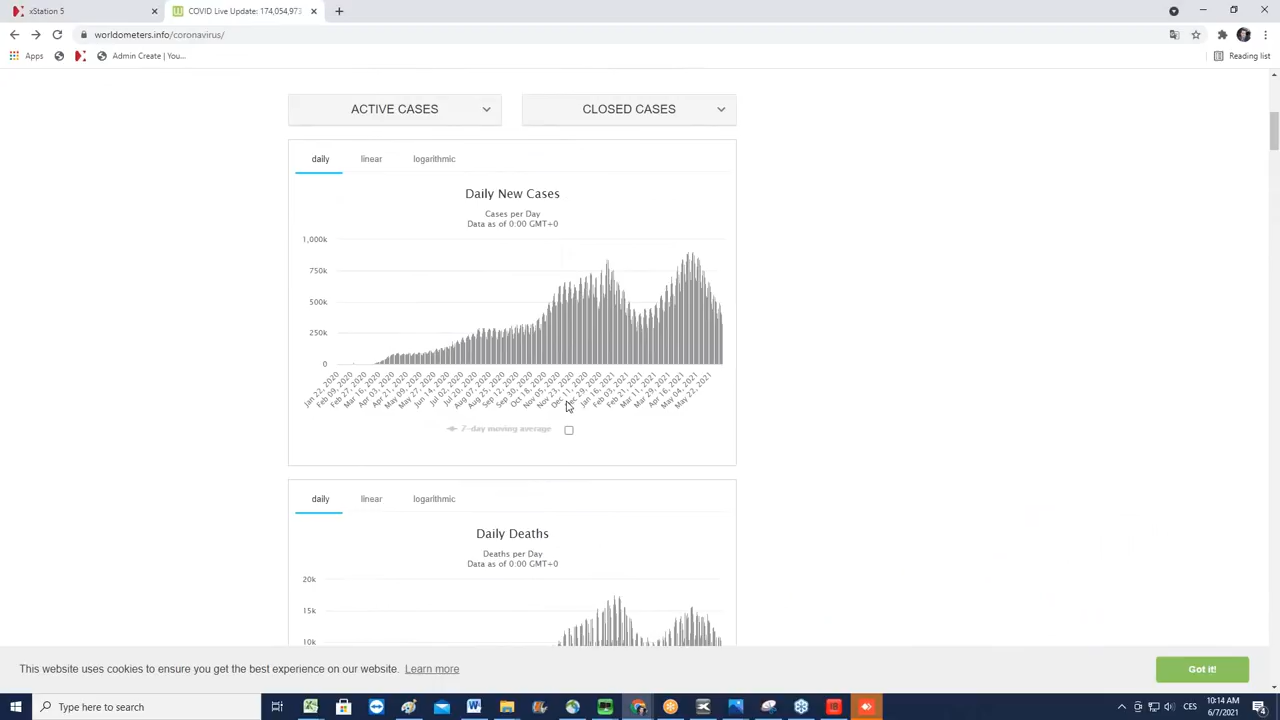 xStation 5
COVID Live Update: 174,054,973
worldometers.info/coronavirus/
Apps
Admin Create | You...
Reading list
ACTIVE CASES
CLOSED CASES
daily linear logarithmic
Daily New Cases
Cases per Day
Data as of 0:00 GMT+0
1,000k
750k
500k
250k
0
Jan 22, 2020
Feb 09, 2020
Feb 27, 2020
Mar 16, 2020
Apr 03, 2020
Apr 21, 2020
May 09, 2020
May 27, 2020
Jun 14, 2020
Jul 02, 2020
Jul 20, 2020
Aug 07, 2020
Aug 25, 2020
Sep 12, 2020
Sep 30, 2020
Oct 18, 2020
Nov 05, 2020
Nov 23, 2020
Dec 11, 2020
Dec 29, 2020
Jan 16, 2021
Feb 03, 2021
Feb 21, 2021
Mar 11, 2021
Mar 29, 2021
Apr 16, 2021
May 04, 2021
May 22, 2021
7-day moving average
daily linear logarithmic
Daily Deaths
Deaths per Day
Data as of 0:00 GMT+0
20k
15k
10k
This website uses cookies to ensure you get the best experience on our website. Learn more
Got it!
Type here to search
CES
10:14 AM
6/7/2021
4